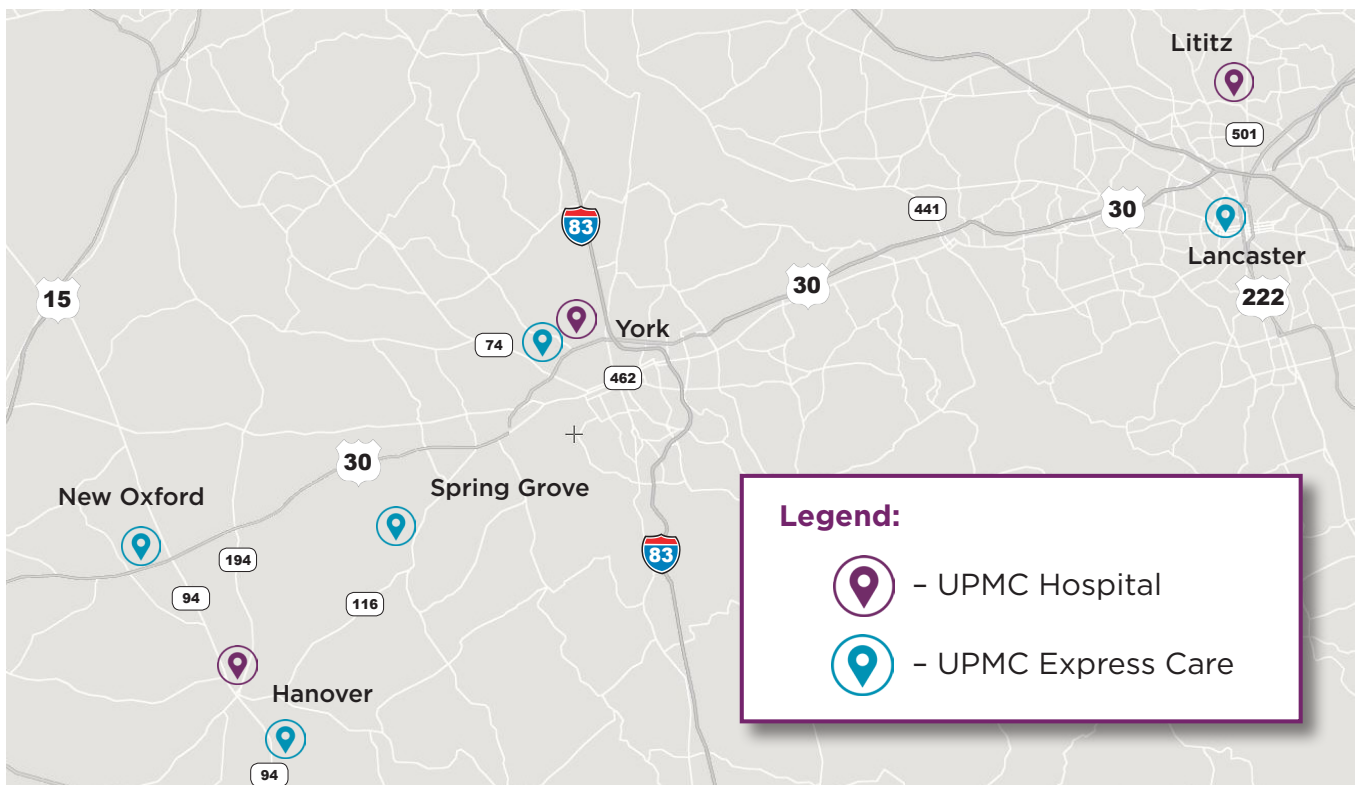 Lititz
501
441
30
83
Lancaster
30
15
222
York
74
462
30
Spring Grove
New Oxford
Legend:
83
194
– UPMC Hospital
94
116
– UPMC Express Care
Hanover
94